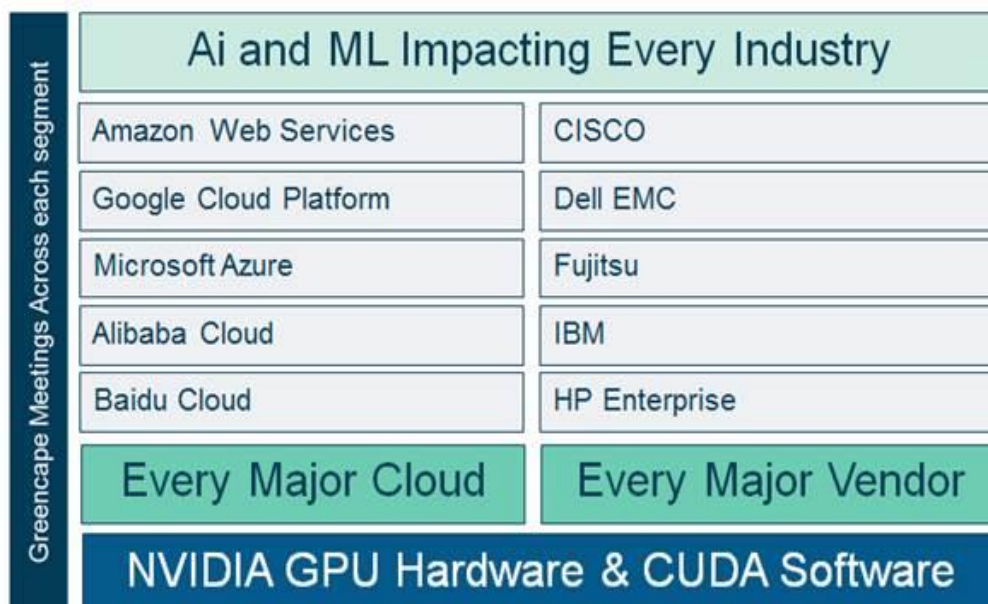 Greencape Meetings Across each segment
Ai and ML Impacting Every Industry
Amazon Web Services
CISCO
Google Cloud Platform
Dell EMC
Microsoft Azure
Fujitsu
Alibaba Cloud
IBM
Baidu Cloud
HP Enterprise
Every Major Cloud
Every Major Vendor
NVIDIA GPU Hardware & CUDA Software